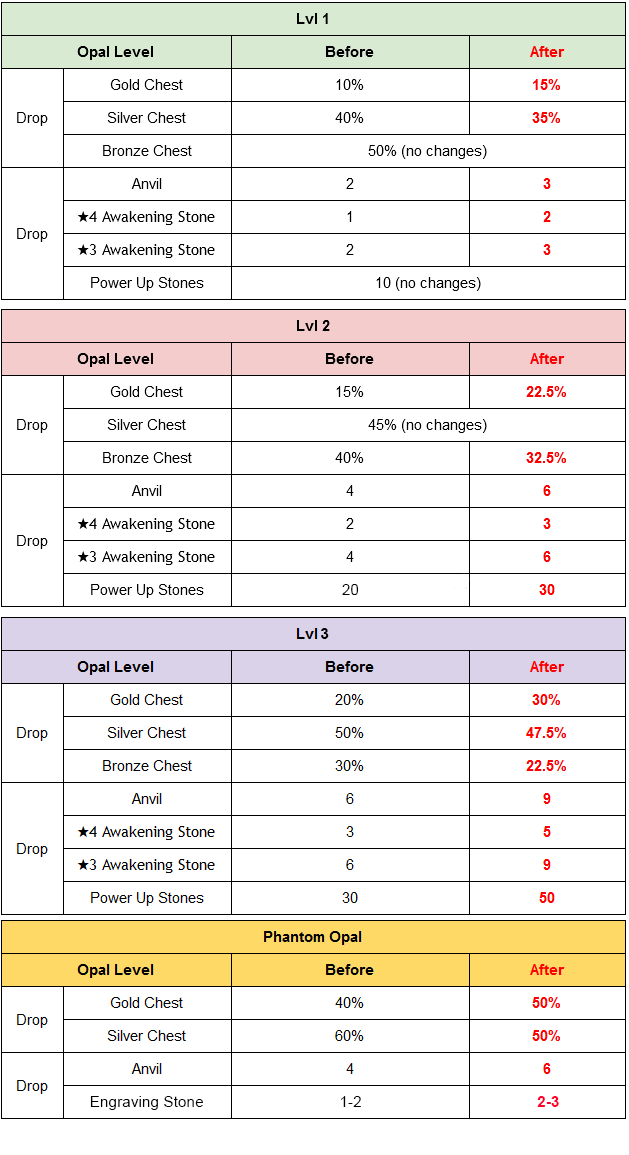 Lvl 1
Opal Level Before After
Drop
Gold Chest 10% 15%
Silver Chest 40% 35%
Bronze Chest 50% (no changes)
Drop
Anvil 2 3
★4 Awakening Stone 1 2
★3 Awakening Stone 2 3
Power Up Stones 10 (no changes)
Lvl 2
Opal Level Before After
Drop
Gold Chest 15% 22.5%
Silver Chest 45% (no changes)
Bronze Chest 40% 32.5%
Drop
Anvil 4 6
★4 Awakening Stone 2 3
★3 Awakening Stone 4 6
Power Up Stones 20 30
Lvl 3
Opal Level Before After
Drop
Gold Chest 20% 30%
Silver Chest 50% 47.5%
Bronze Chest 30% 22.5%
Drop
Anvil 6 9
★4 Awakening Stone 3 5
★3 Awakening Stone 6 9
Power Up Stones 30 50
Phantom Opal
Opal Level Before After
Drop
Gold Chest 40% 50%
Silver Chest 60% 50%
Drop
Anvil 4 6
Engraving Stone 1-2 2-3